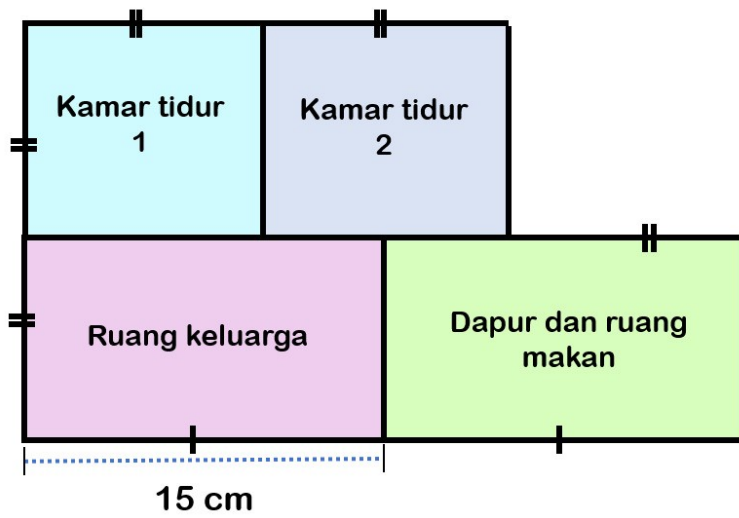 Kamar tidur
1
Kamar tidur
2
Ruang keluarga
Dapur dan ruang
makan
15 cm